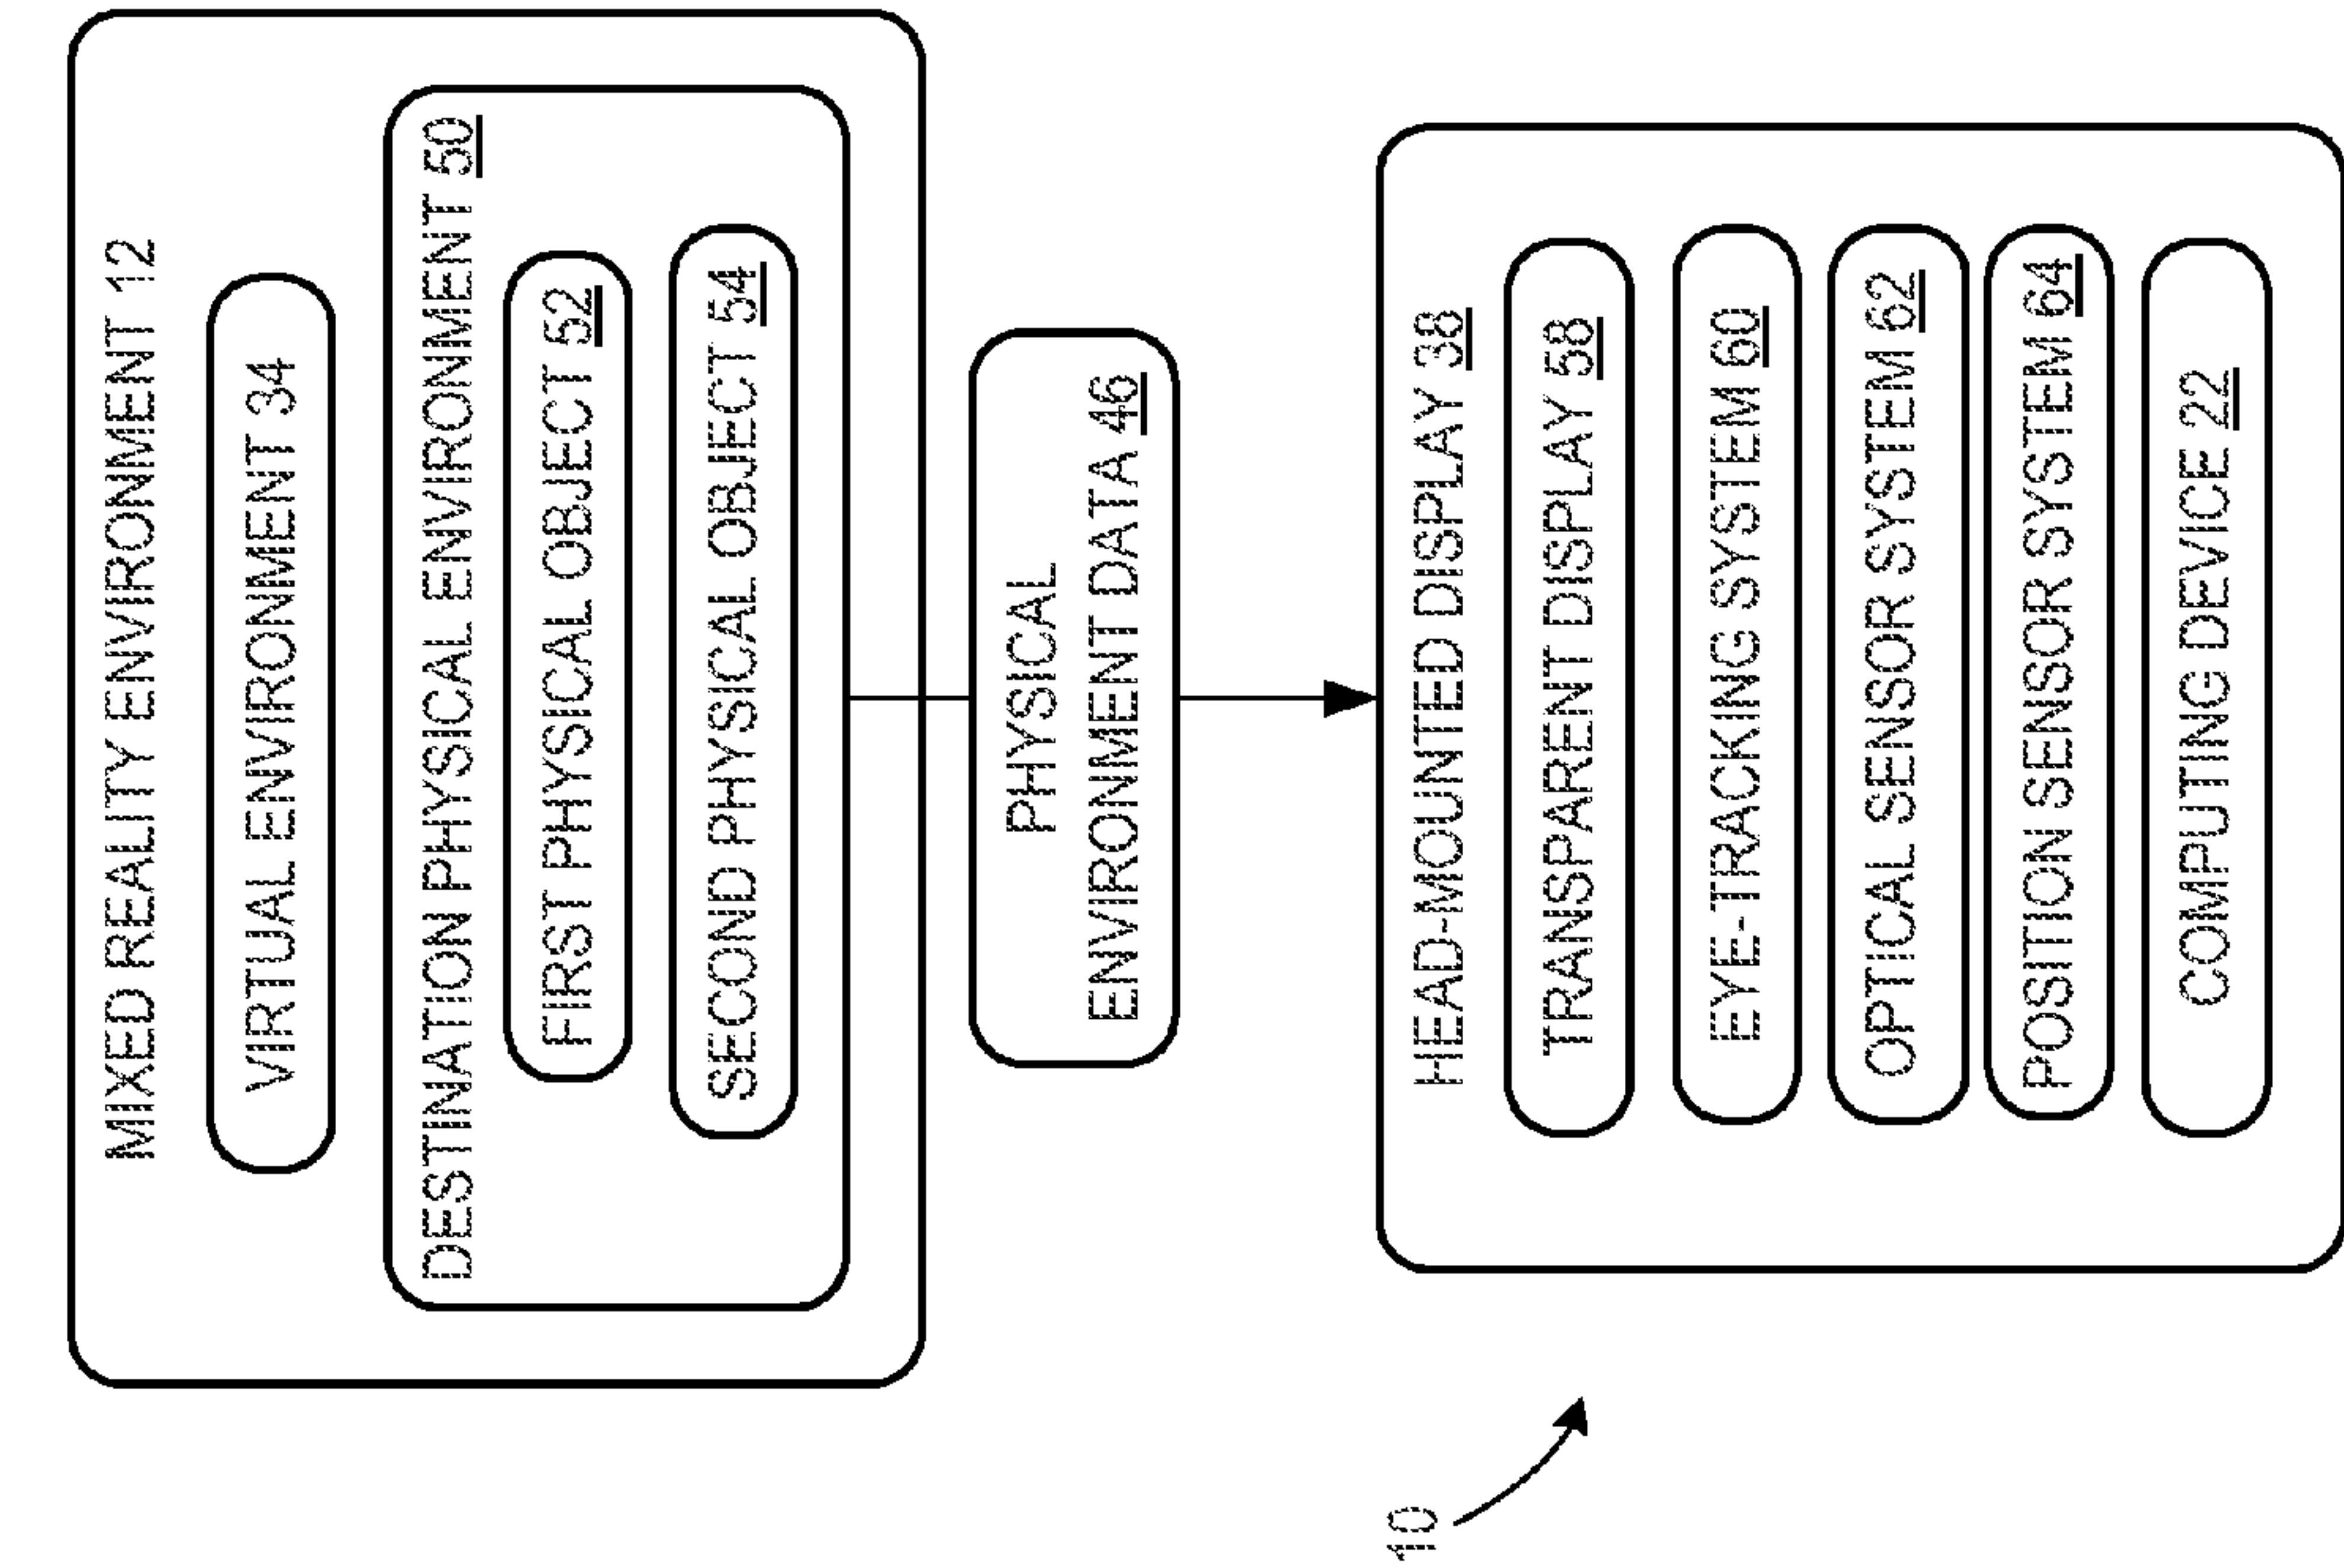 MIXED REALITY ENVIRONMENT 12
VIRTUAL ENVIRONMENT 34
DESTINATION PHYSICAL ENVIRONMENT 50
FIRST PHYSICAL OBJECT 52
SECOND PHYSICAL OBJECT 54
PHYSICAL
ENVIRONMENT DATA 46
HEAD-MOUNTED DISPLAY 38
TRANSPARENT DISPLAY 58
EYE-TRACKING SYSTEM 60
OPTICAL SENSOR SYSTEM 62
POSITION SENSOR SYSTEM 64
COMPUTING DEVICE 22
10